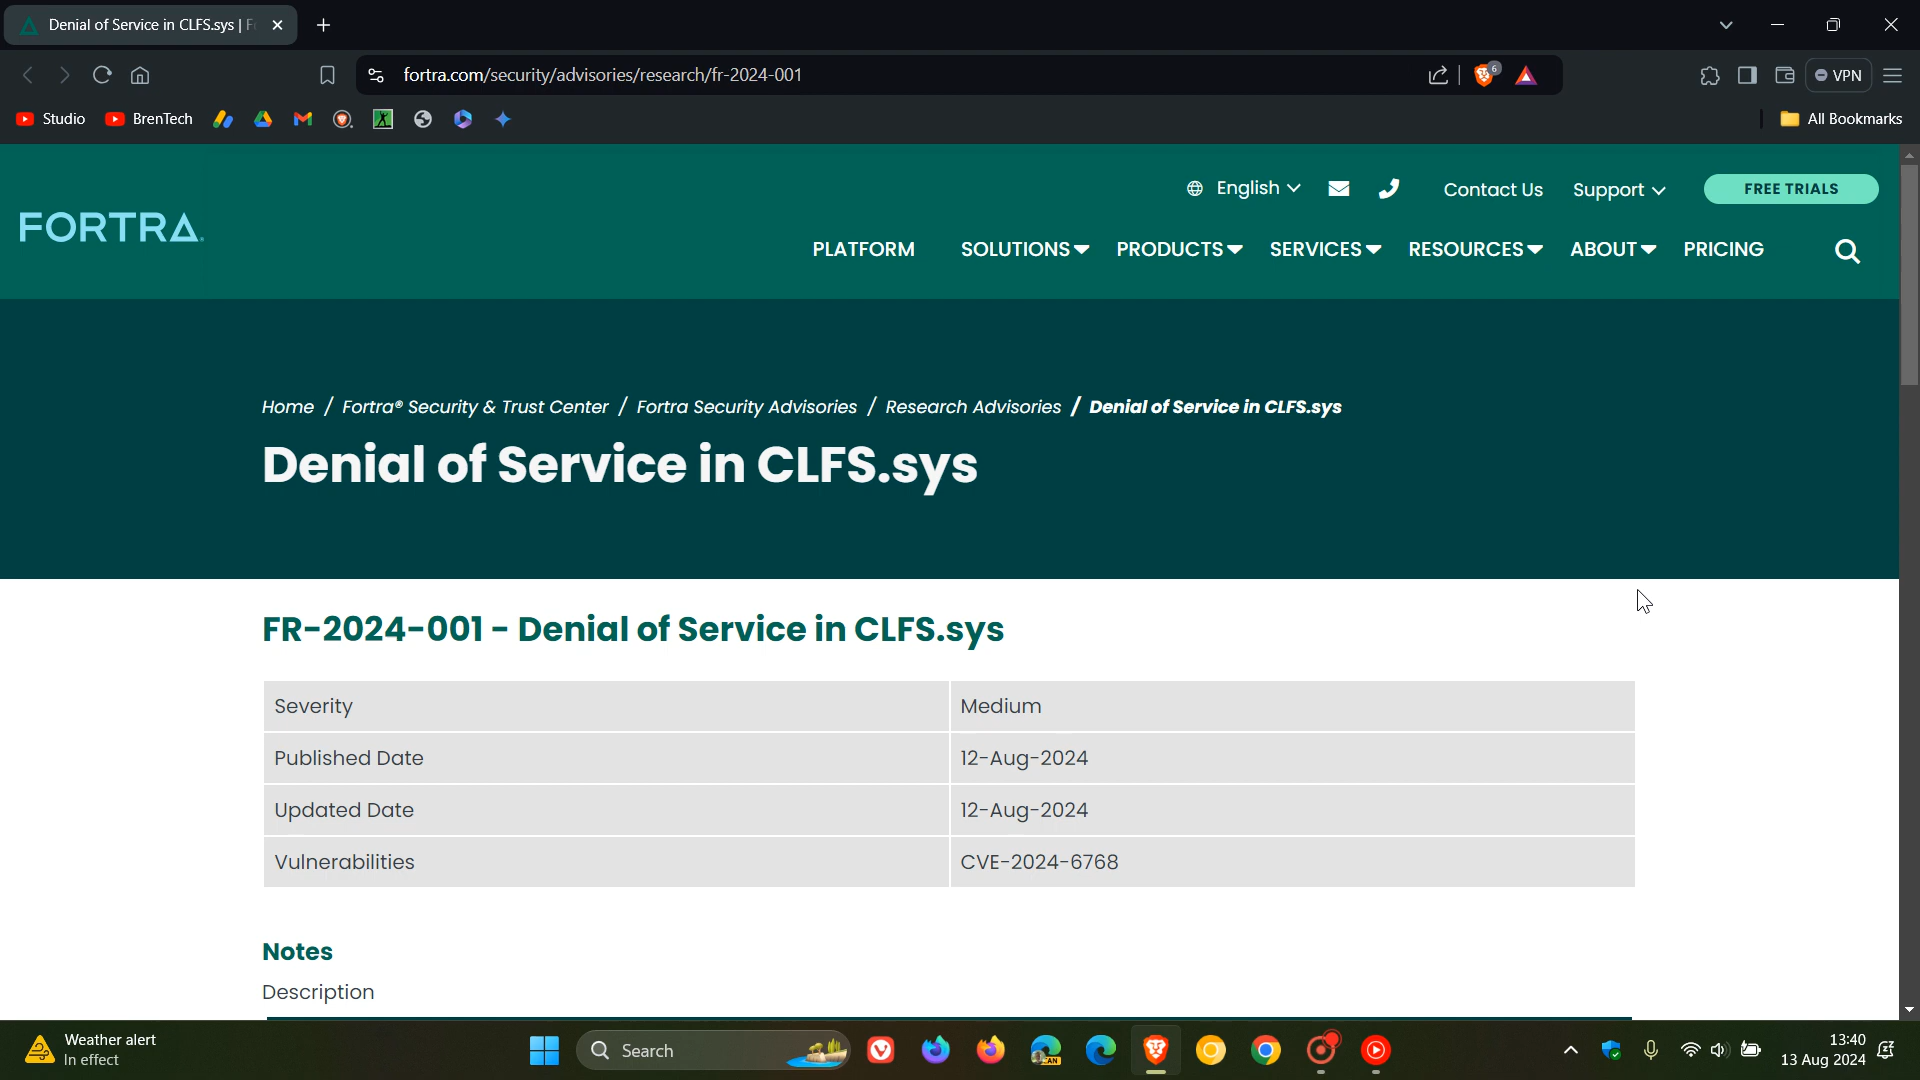 Denial of Service in CLFS.sys | F
fortra.com/security/advisories/research/fr-2024-001
6
VPN
Studio
BrenTech
All Bookmarks
English
Contact Us
Support
FREE TRIALS
FORTRA
PLATFORM
SOLUTIONS
PRODUCTS
SERVICES
RESOURCES
ABOUT
PRICING
Home / Fortra® Security & Trust Center / Fortra Security Advisories / Research Advisories / Denial of Service in CLFS.sys
Denial of Service in CLFS.sys
FR-2024-001 - Denial of Service in CLFS.sys
Severity
Medium
Published Date
12-Aug-2024
Updated Date
12-Aug-2024
Vulnerabilities
CVE-2024-6768
Notes
Description
Weather alert
In effect
Search
CAN
13:40
13 Aug 2024